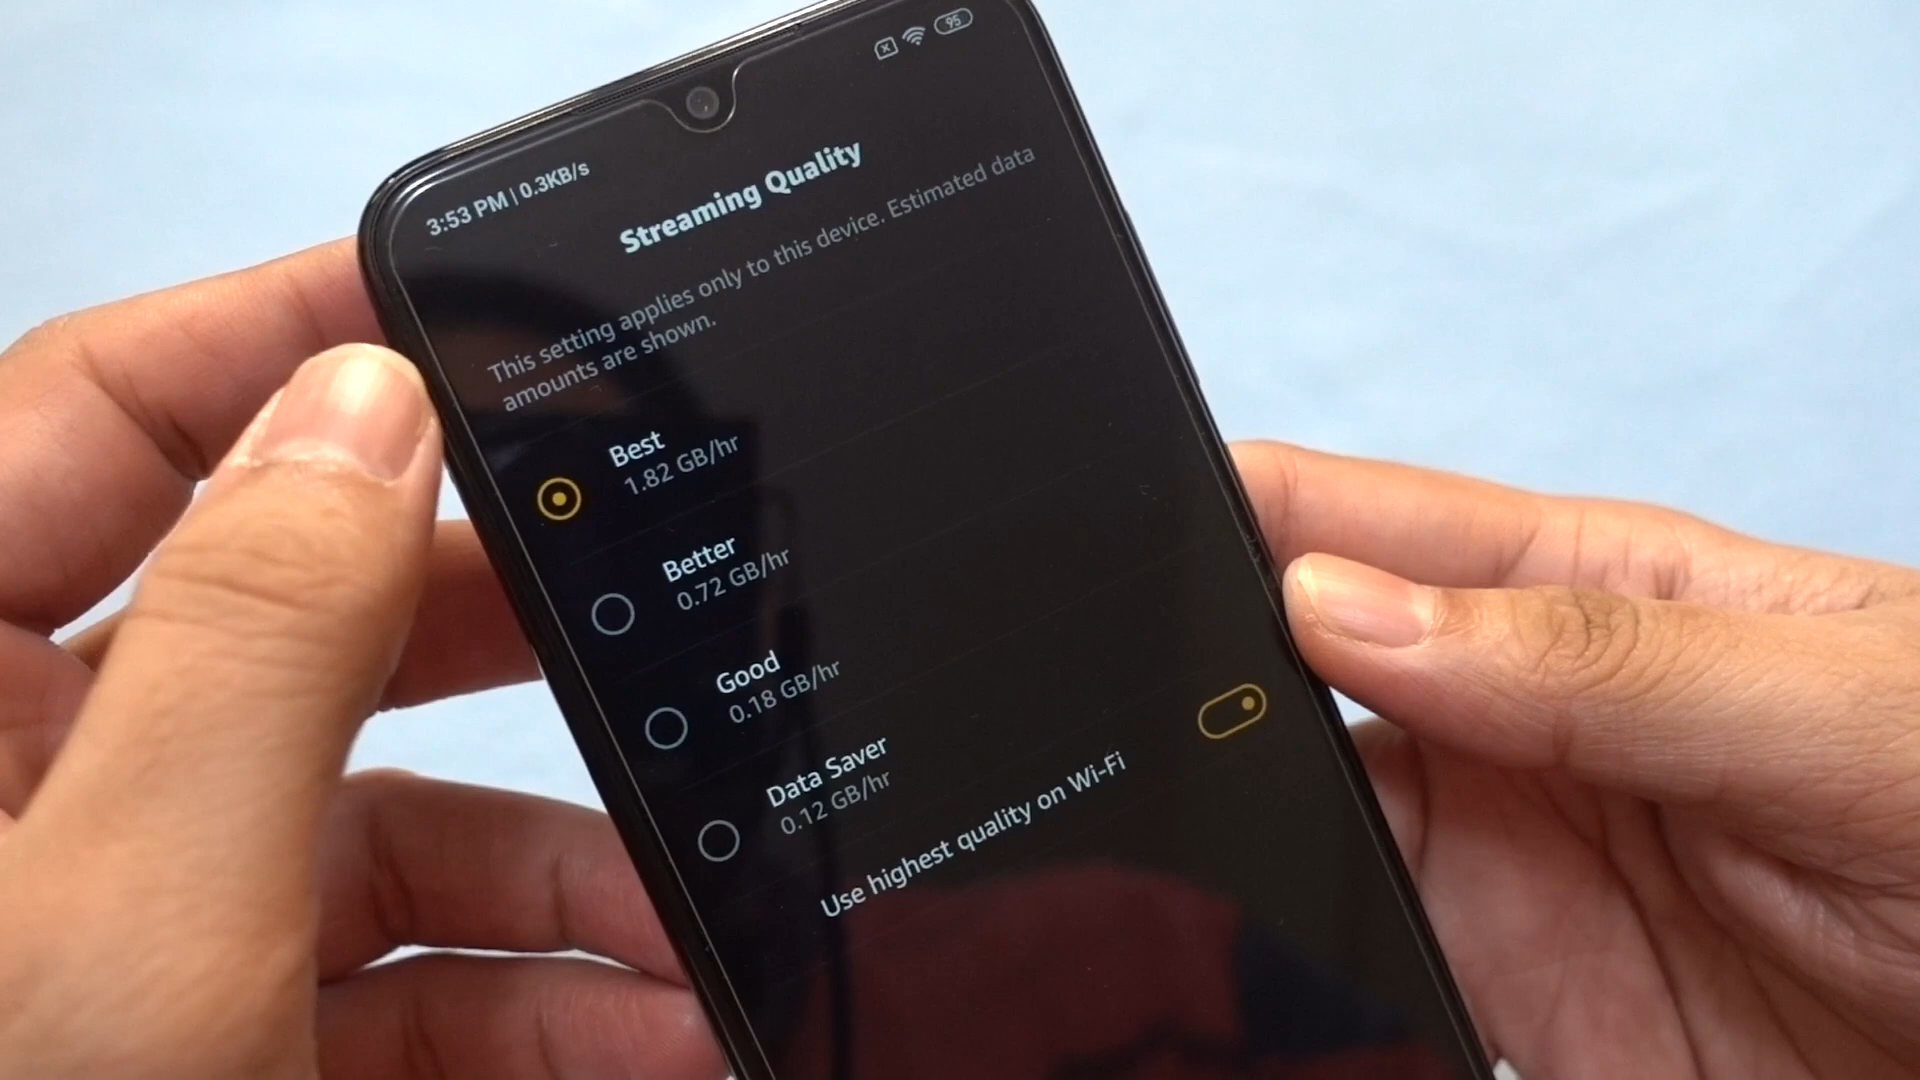 3:53 PM | 0.3KB/s
95
Streaming Quality
This setting applies only to this device. Estimated data
amounts are shown.
Best
1.82 GB/hr
Better
0.72 GB/hr
Good
0.18 GB/hr
Data Saver
0.12 GB/hr
Use highest quality on Wi-Fi